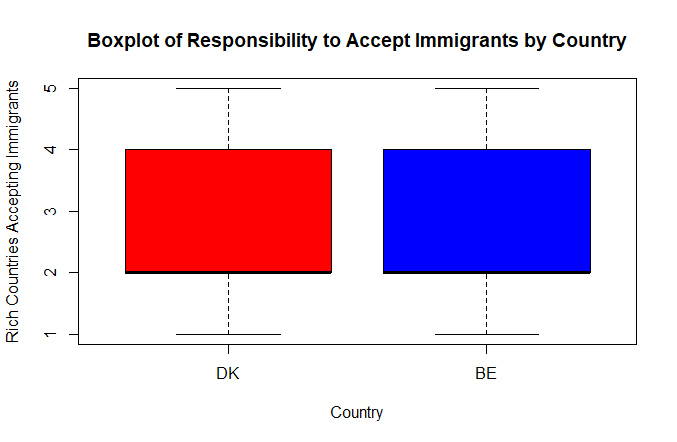 Boxplot of Responsibility to Accept Immigrants by Country
Rich Countries Accepting Immigrants
5
4
3
2
1
DK BE
Country